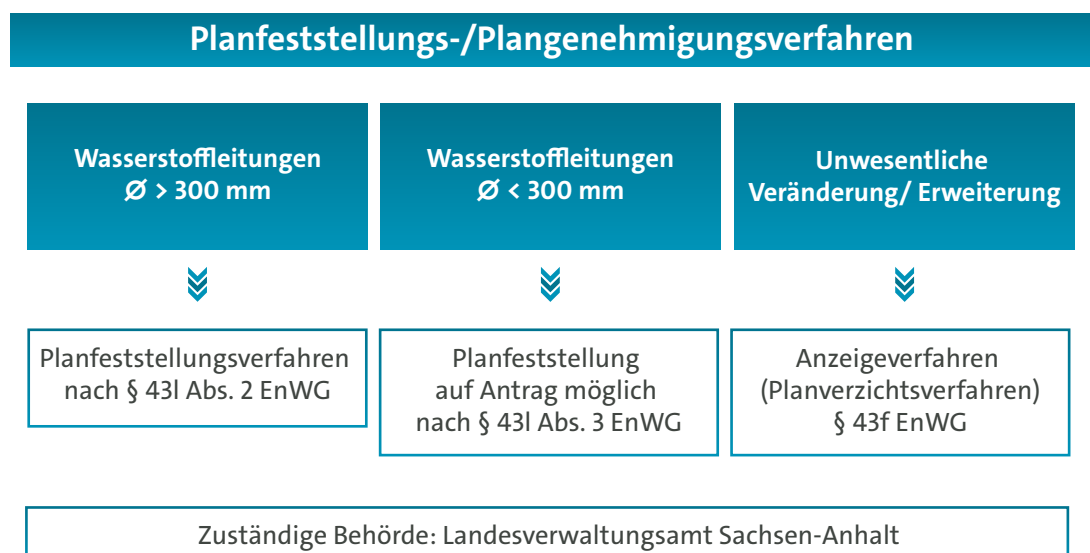 Planfeststellungs-/Plangenehmigungsverfahren
Wasserstoffleitungen
Ø > 300 mm
Wasserstoffleitungen
Ø < 300 mm
Unwesentliche
Veränderung/ Erweiterung
Planfeststellungsverfahren
nach § 43l Abs. 2 EnWG
Planfeststellung
auf Antrag möglich
nach § 43l Abs. 3 EnWG
Anzeigeverfahren
(Planverzichtsverfahren)
§ 43f EnWG
Zuständige Behörde: Landesverwaltungsamt Sachsen-Anhalt